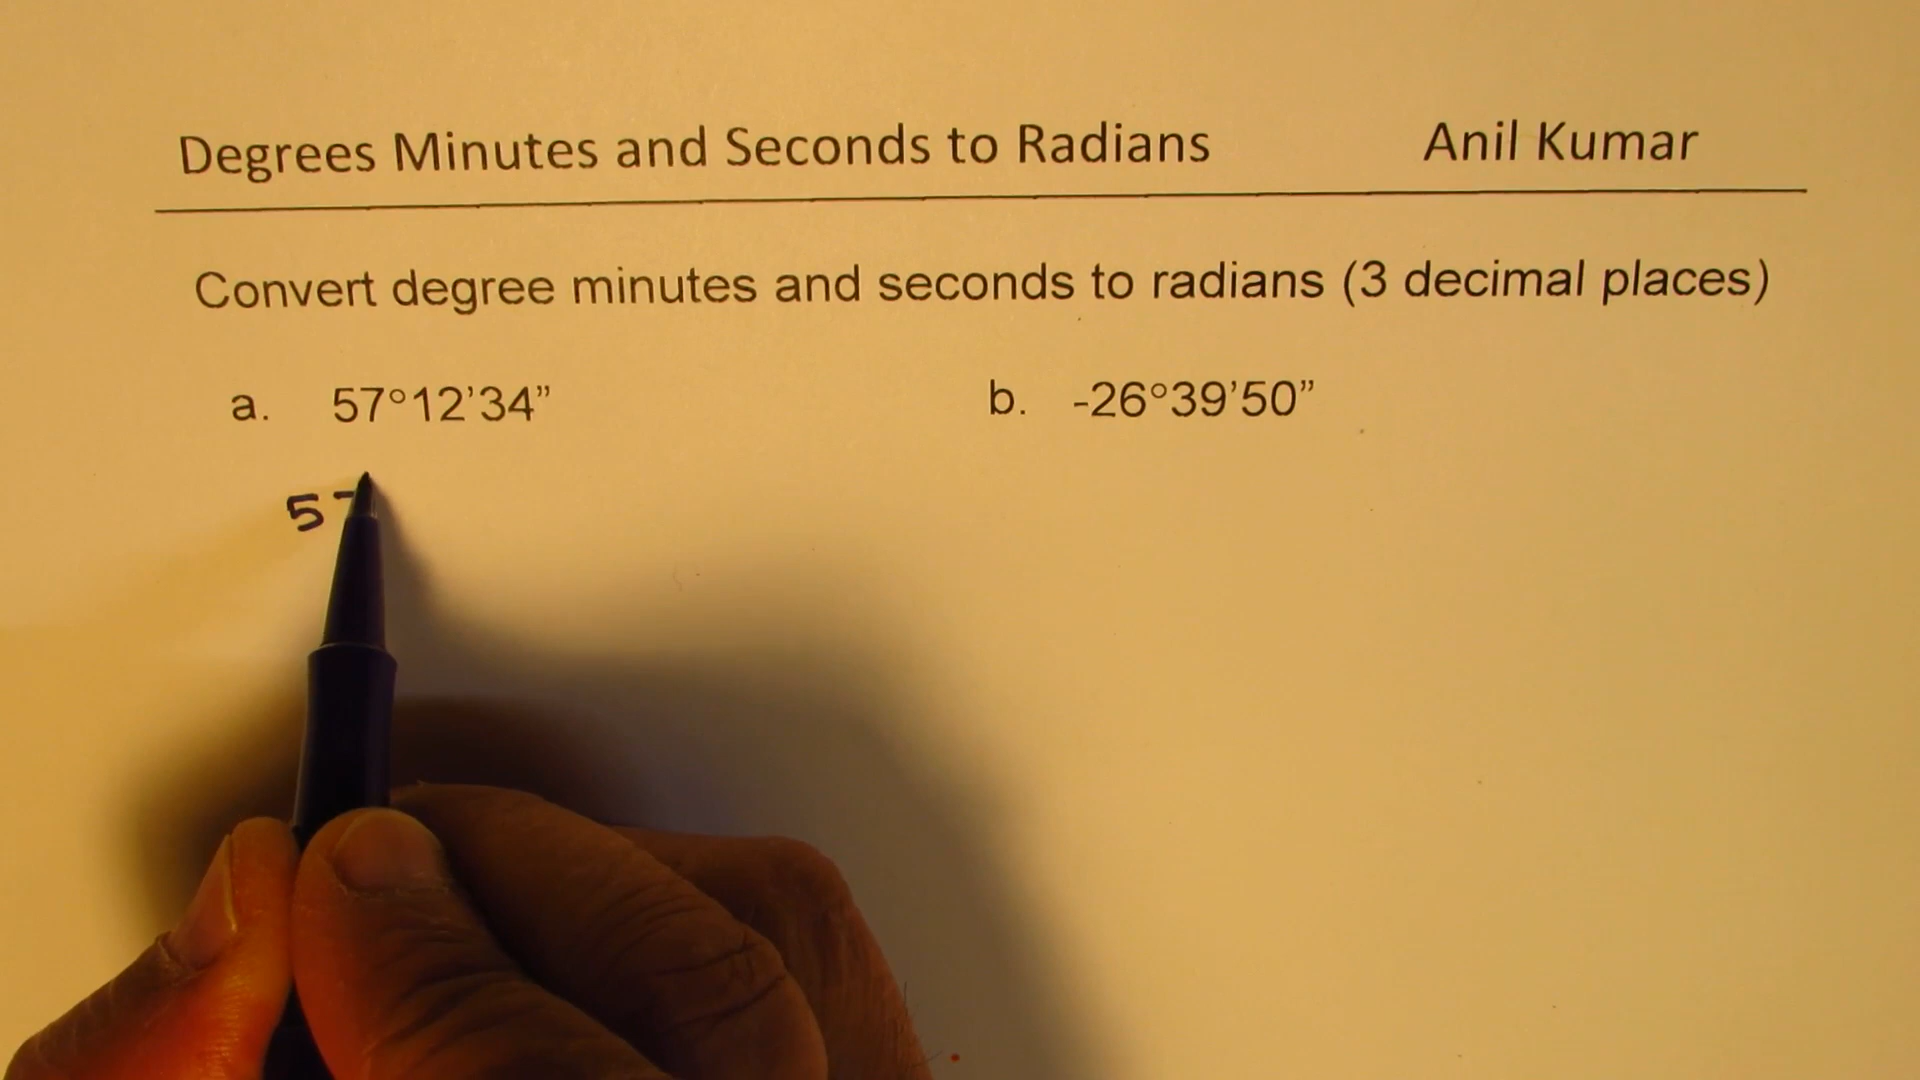 Degrees Minutes and Seconds to Radians Anil Kumar
Convert degree minutes and seconds to radians (3 decimal places)
a. 57°12’34” b. -26°39’50”
5